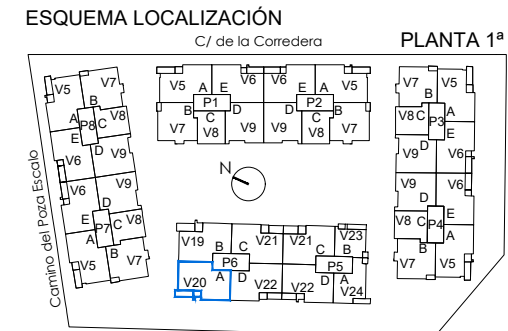 ESQUEMA LOCALIZACIÓN
C/ de la Corredera
PLANTA 1ª
V5 V7 B A P8 C V8 E D V6 V9
V6 V9 D E P7 C V8 A B V5 V7
V5 A E V6 V6 E A V5
P1 P2
B C D D C B
V7 V8 V9 V9 V8 V7
V7 V5 B V8 C P3 A E D V9 V6
V9 V6 D E V8 C P4 A B V7 V5
N
Camino del Poza Escalo
V19 B C V21 V21 C B V23
P6 P5
V20 A D V22 V22 D A V24